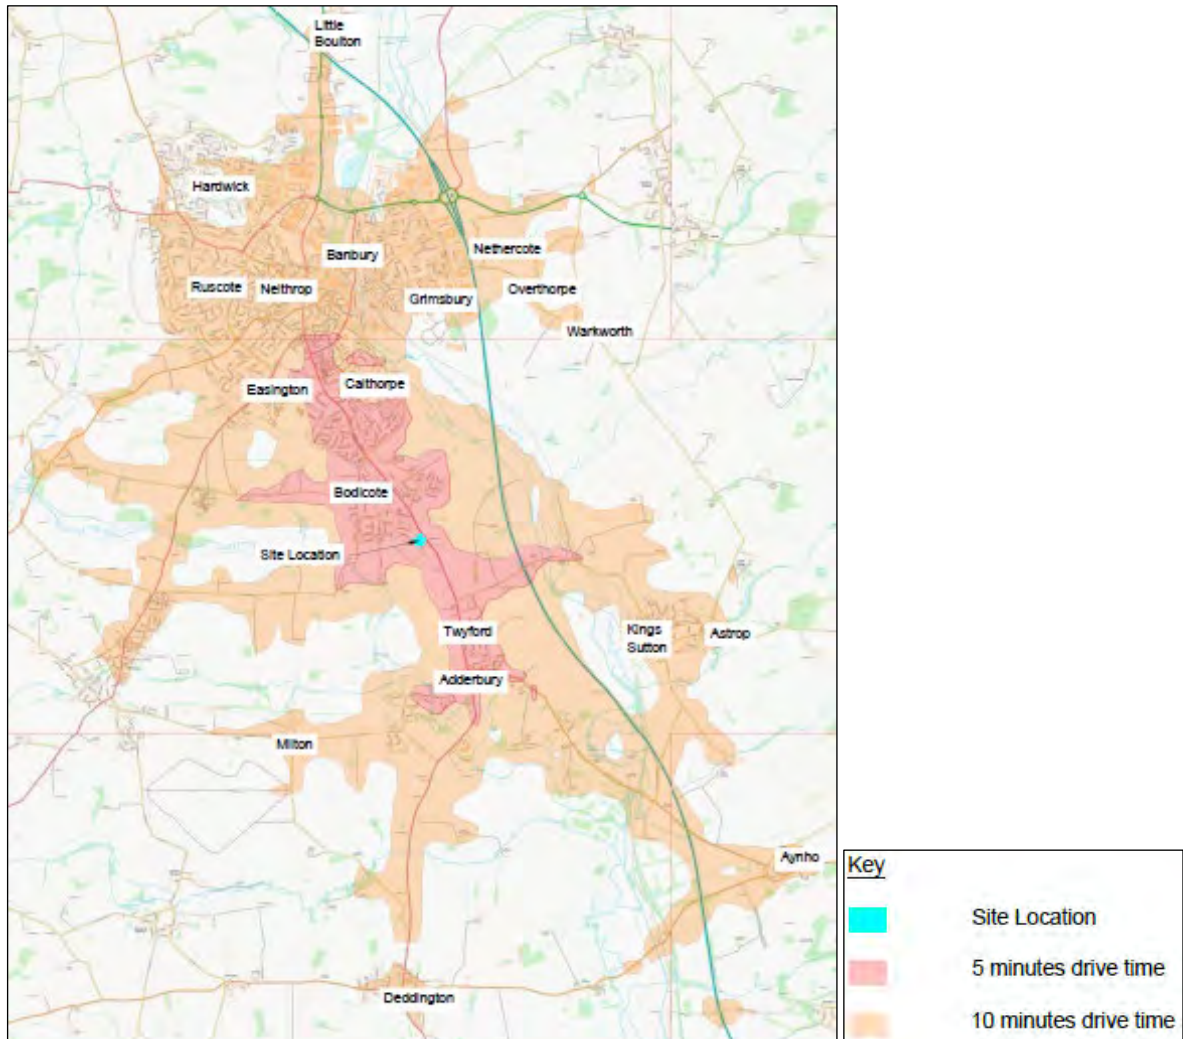 Little
Boulton
Hardwick
Banbury
Nethercote
Ruscote
Neithrop
Grimsbury
Overthorpe
Warkworth
Easington
Calthorpe
Bodicote
Site Location
Twyford
Kings
Sutton
Astrop
Adderbury
Milton
Aynho
Deddington
Key
Site Location
5 minutes drive time
10 minutes drive time